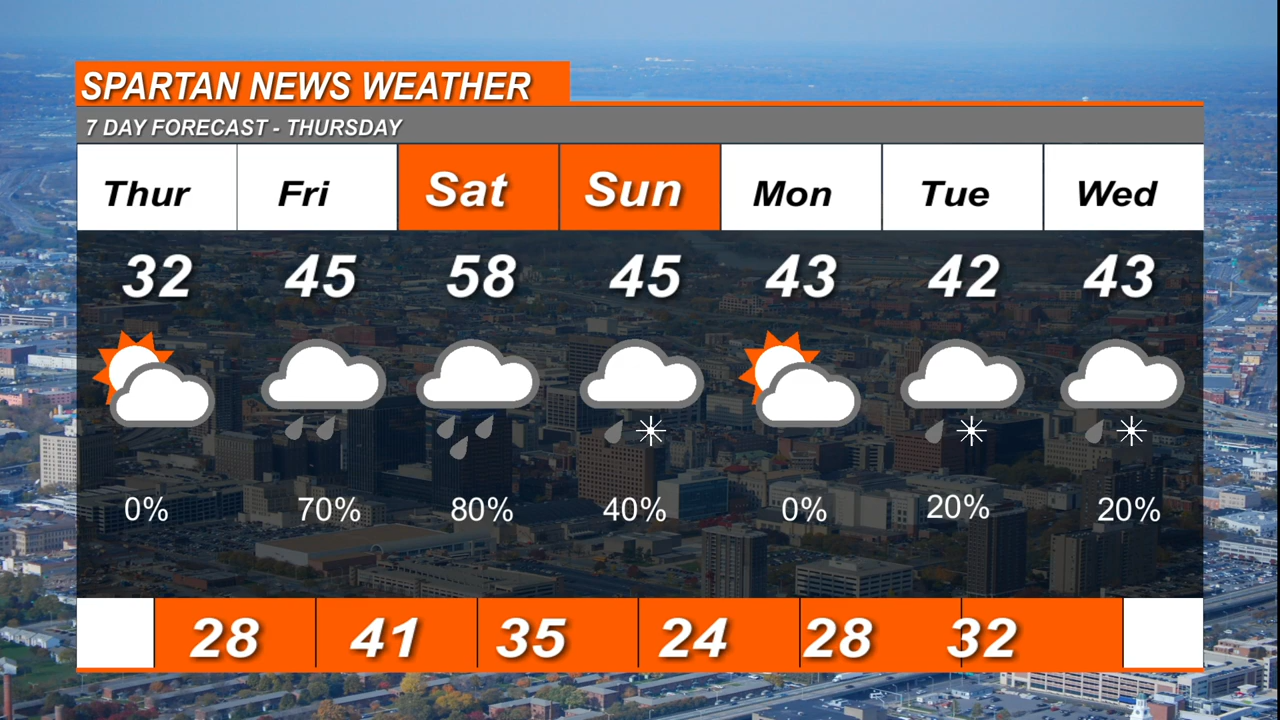 SPARTAN NEWS WEATHER
7 DAY FORECAST - THURSDAY
Thur Fri Sat Sun Mon Tue Wed
32 45 58 45 43 42 43
0% 70% 80% 40% 0% 20% 20%
28 41 35 24 28 32